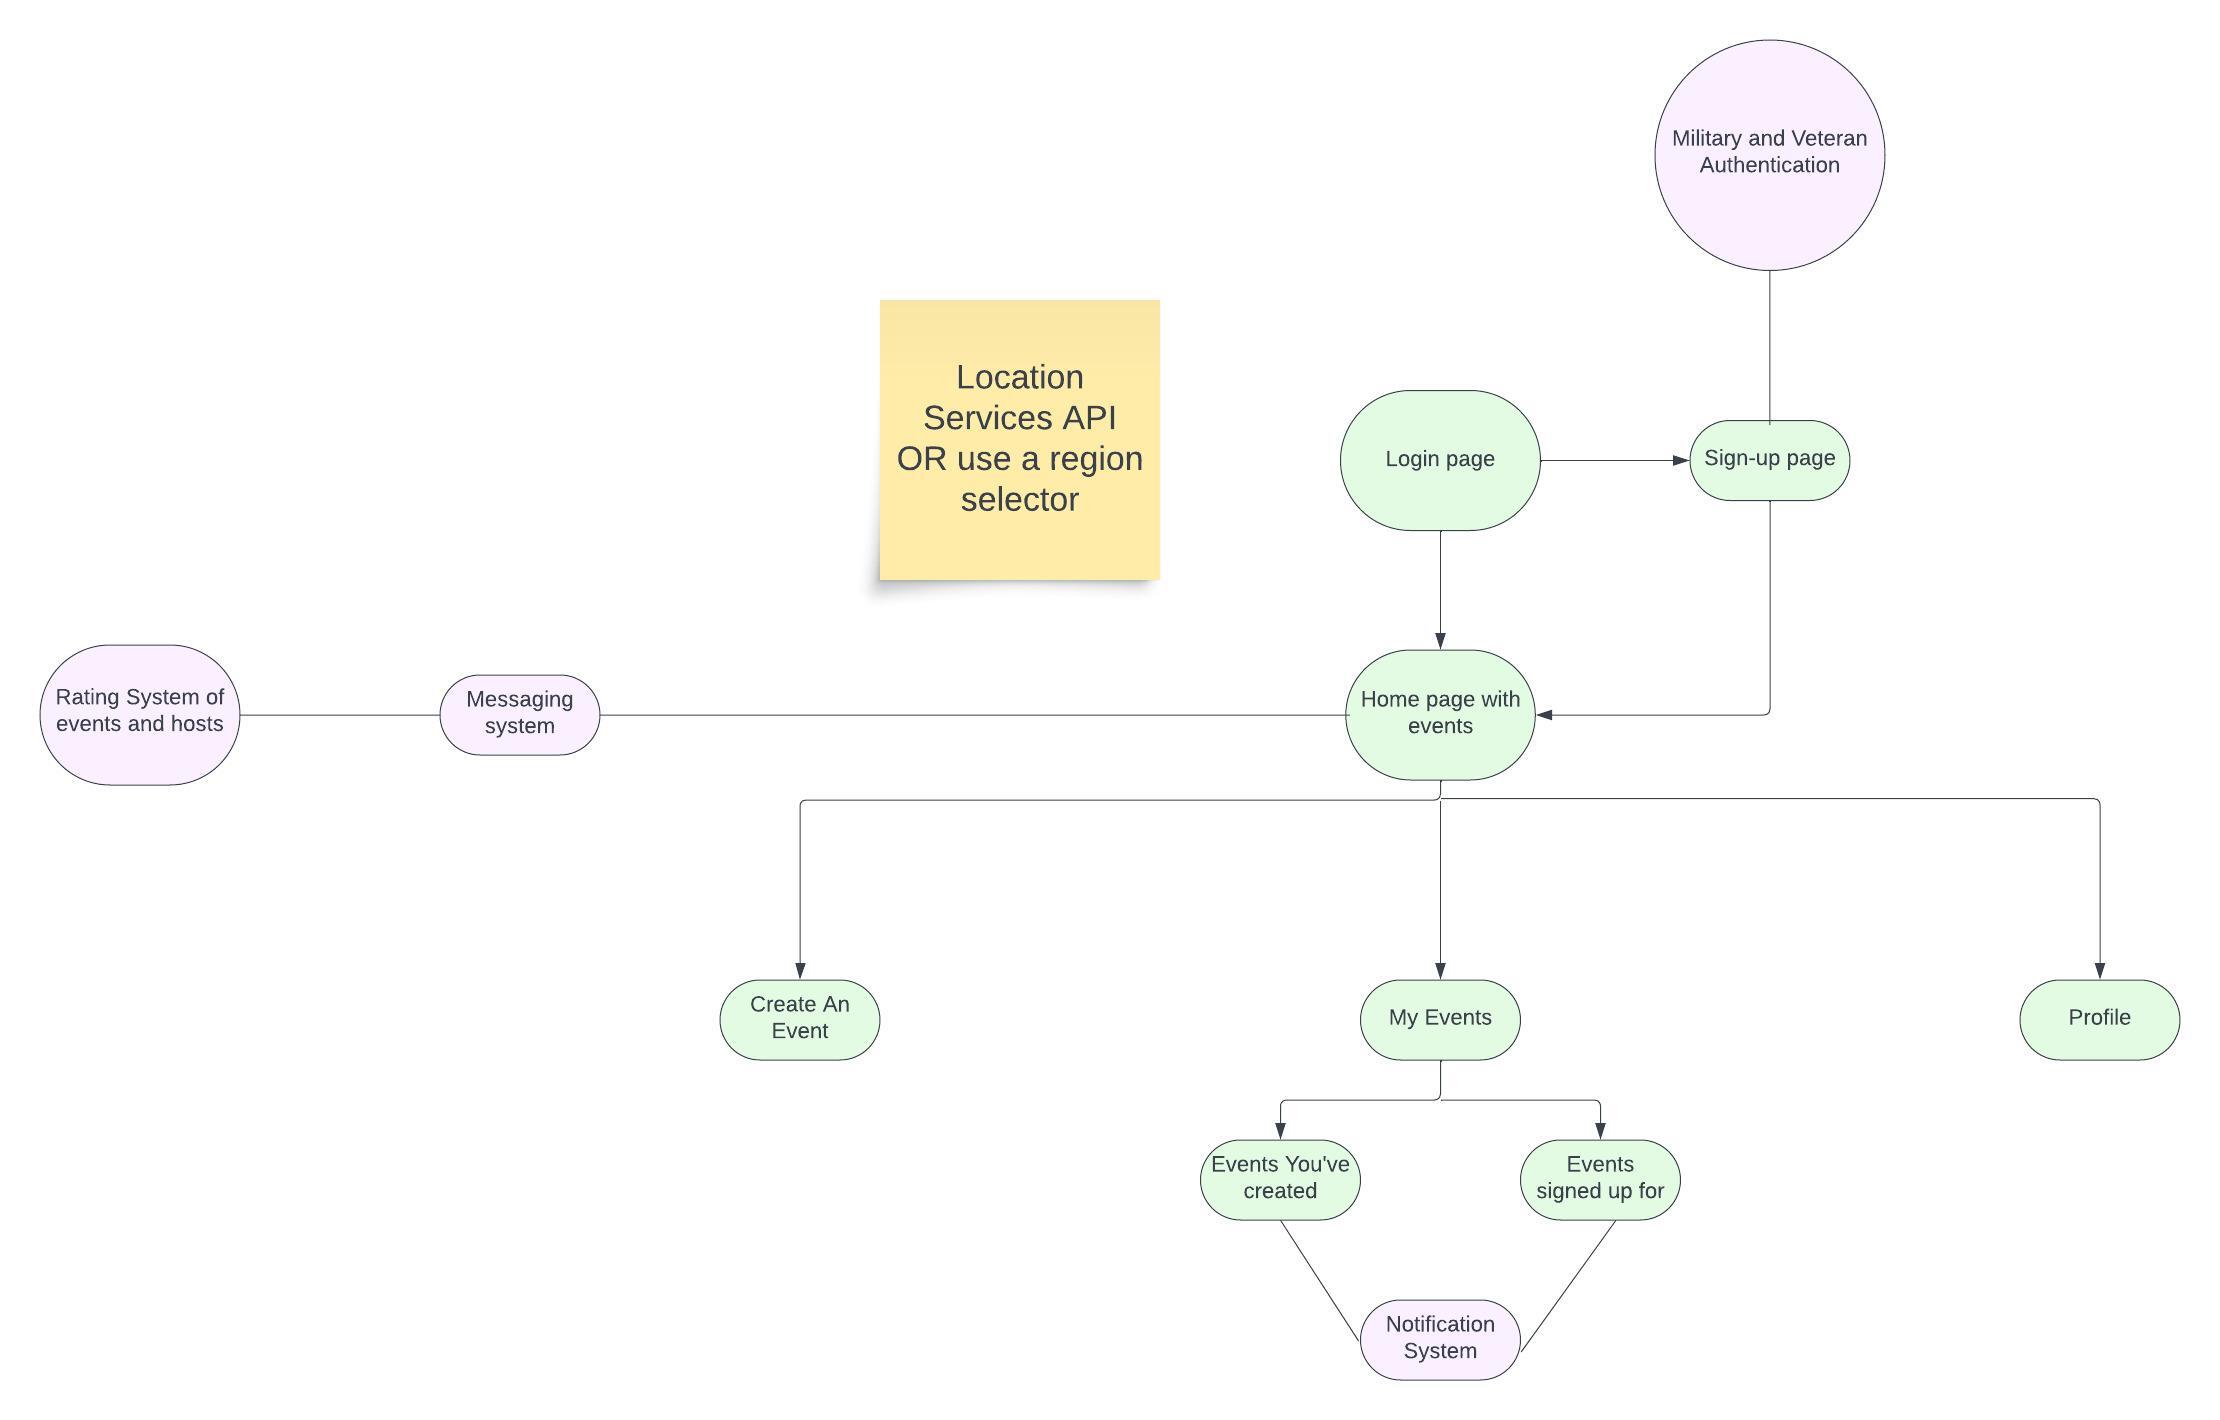 Military and Veteran
Authentication
Location
Services API
OR use a region
selector
Login page
Sign-up page
Rating System of
events and hosts
Messaging
system
Home page with
events
Create An
Event
My Events
Profile
Events You've
created
Events
signed up for
Notification
System